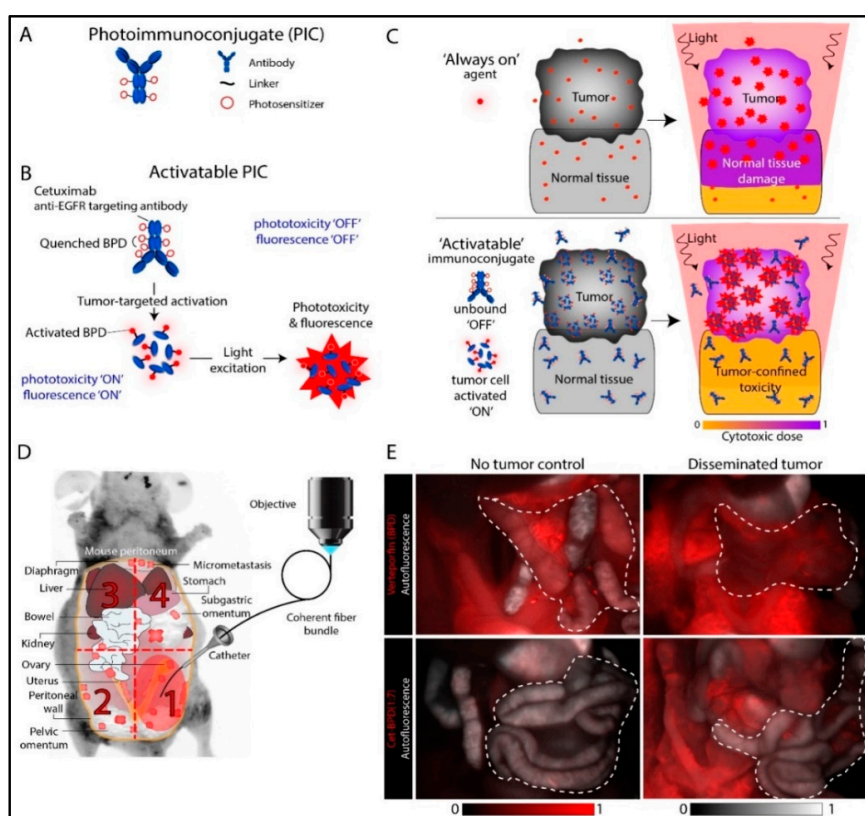 A
Photoimmunoconjugate (PIC)
Antibody
Linker
Photosensitizer
B
Activatable PIC
Cetuximab
anti-EGFR targeting antibody
Quenched BPD
phototoxicity 'OFF'
fluorescence 'OFF'
Tumor-targeted activation
Activated BPD
phototoxicity 'ON'
fluorescence 'ON'
Light
excitation
Phototoxicity
& fluorescence
C
'Always on'
agent
Tumor
Normal tissue
Light
Tumor
Normal tissue
damage
'Activatable'
immunoconjugate
unbound
'OFF'
tumor cell
activated
'ON'
Tumor
Normal tissue
Light
Tumor-confined
toxicity
0 1
Cytotoxic dose
D
Objective
Mouse peritoneum
Diaphragm
Liver
Bowel
Kidney
Ovary
Uterus
Peritoneal
wall
Pelvic
omentum
Micrometastasis
Stomach
Subgastric
omentum
Coherent fiber
bundle
Catheter
3 4
2 1
E
No tumor control
Disseminated tumor
Verteporfin (BPD)
Autofluorescence
Cet-BPD(1:7)
Autofluorescence
0 1
0 1